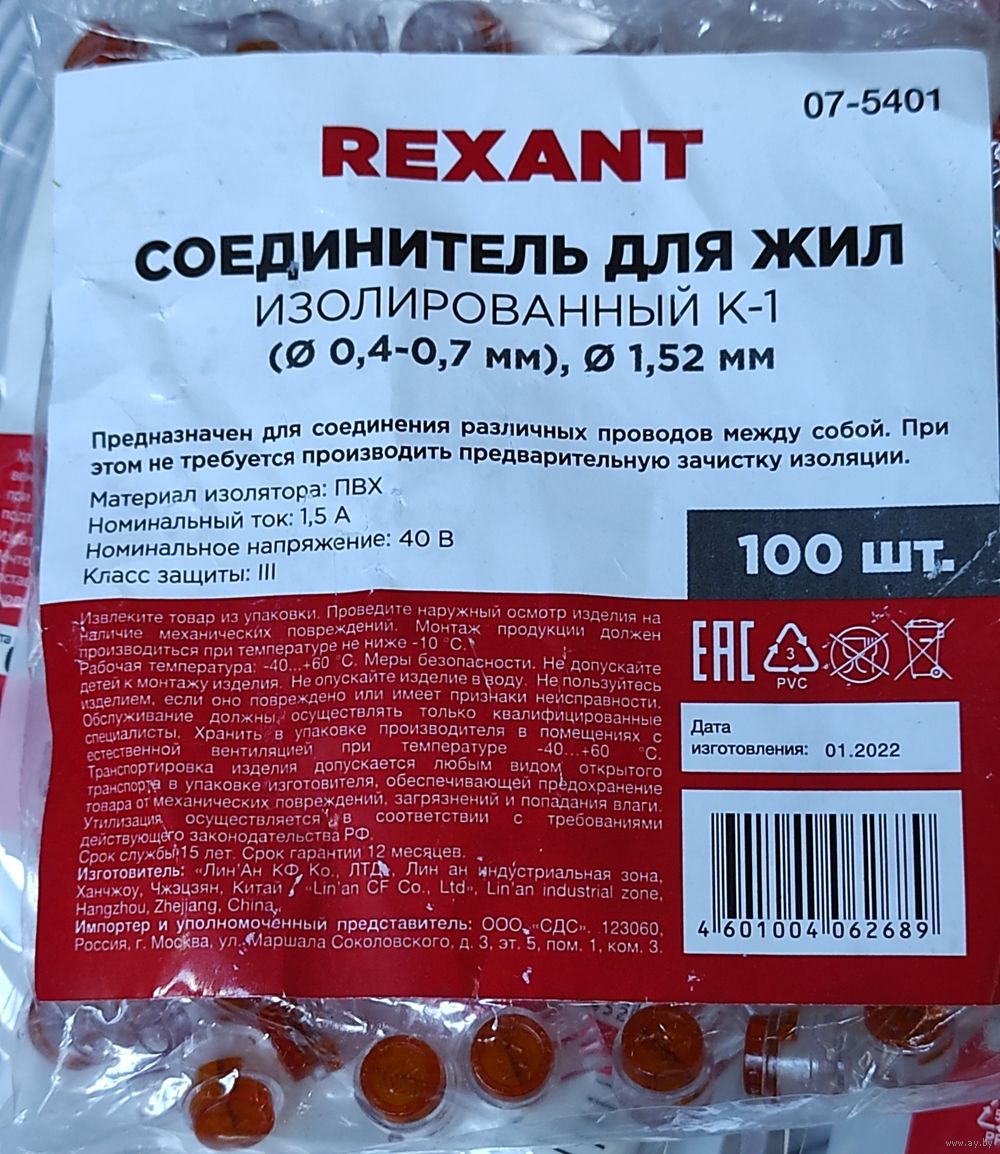 07-5401
REXANT
СОЕДИНИТЕЛЬ ДЛЯ ЖИЛ
ИЗОЛИРОВАННЫЙ К-1
(Ø 0,4-0,7 мм), Ø 1,52 мм
Предназначен для соединения различных проводов между собой. При
этом не требуется производить предварительную зачистку изоляции.
Материал изолятора: ПВХ
Номинальный ток: 1,5 А
Номинальное напряжение: 40 В
Класс защиты: III
100 шт.
Извлеките товар из упаковки. Проведите наружный осмотр изделия на
наличие механических повреждений. Монтаж продукции должен
производиться при температуре не ниже -10 °С.
Рабочая температура: -40...+60 °С. Меры безопасности. Не допускайте
детей к монтажу изделия. Не опускайте изделие в воду. Не пользуйтесь
изделием, если оно повреждено или имеет признаки неисправности.
Обслуживание должны осуществлять только квалифицированные
специалисты. Хранить в упаковке производителя в помещениях с
естественной вентиляцией при температуре -40...+60 °С.
Транспортировка изделия допускается любым видом открытого
транспорта в упаковке изготовителя, обеспечивающей предохранение
товара от механических повреждений, загрязнений и попадания влаги.
Утилизация осуществляется в соответствии с требованиями
действующего законодательства РФ.
Срок службы 15 лет. Срок гарантии 12 месяцев.
Изготовитель: «Лин'Ан КФ Ко., ЛТД», Лин ан индустриальная зона,
Ханчжоу, Чжэцзян, Китай / «Lin'an CF Co., Ltd», Lin'an industrial zone,
Hangzhou, Zhejiang, China.
Импортер и уполномоченный представитель: ООО «СДС». 123060,
Россия, г. Москва, ул. Маршала Соколовского, д. 3, эт. 5, пом. 1, ком. 3.
EAC
3
PVC
Дата
изготовления: 01.2022
4 601004 062689
www.ay.by